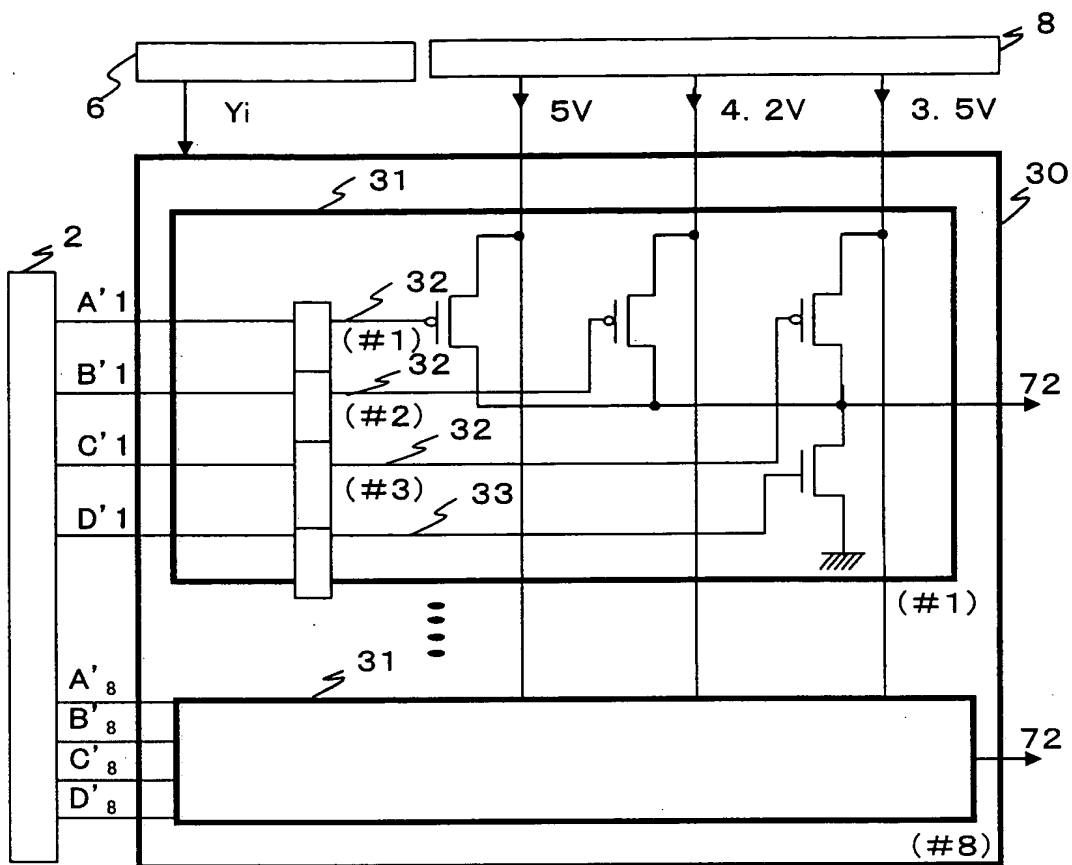 8
6
Yi
5V
4. 2V
3. 5V
31
30
2
A'1
32
(#1)
B'1
32
(#2)
72
C'1
32
(#3)
D'1
33
(#1)
31
A'8
B'8
C'8
D'8
72
(#8)